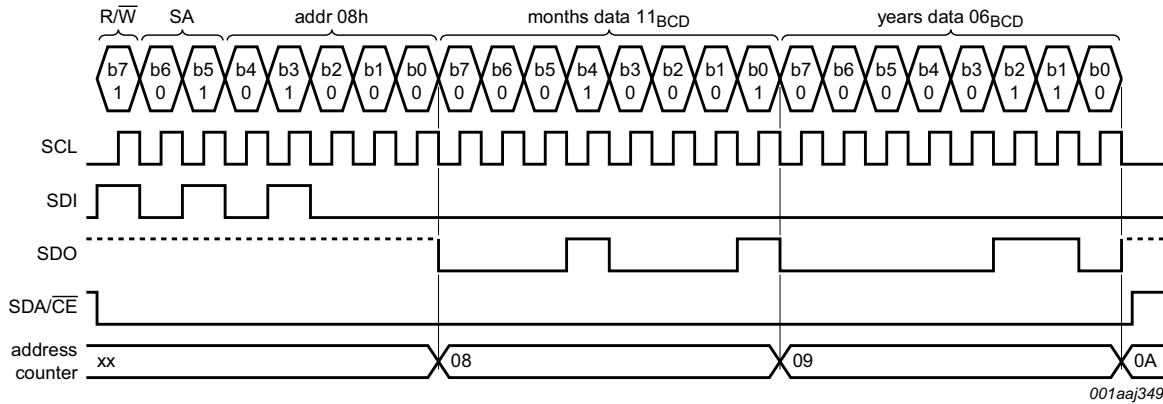 R/W SA addr 08h months data 11BCD years data 06BCD
b7 b6 b5 b4 b3 b2 b1 b0 b7 b6 b5 b4 b3 b2 b1 b0 b7 b6 b5 b4 b3 b2 b1 b0
1 0 1 0 1 0 0 0 0 0 0 1 0 0 0 1 0 0 0 0 0 1 1 0
SCL
SDI
SDO
SDA/CE
address
counter
xx 08 09 0A
001aaj349